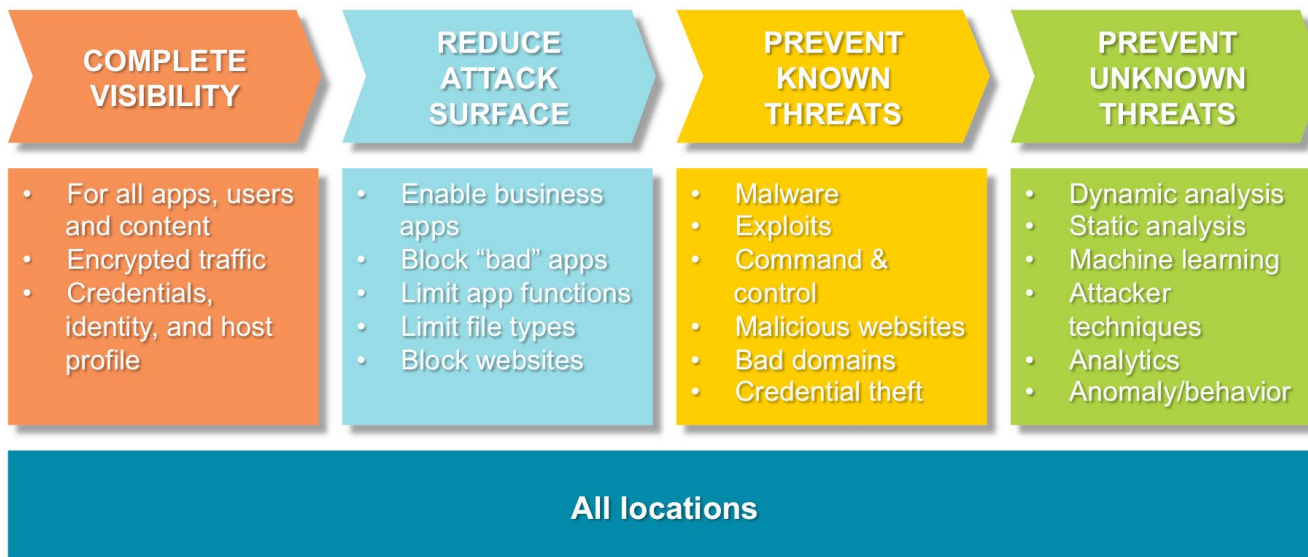 COMPLETE
VISIBILITY
REDUCE
ATTACK
SURFACE
PREVENT
KNOWN
THREATS
PREVENT
UNKNOWN
THREATS
• For all apps, users
and content
• Encrypted traffic
• Credentials,
identity, and host
profile
• Enable business
apps
• Block “bad” apps
• Limit app functions
• Limit file types
• Block websites
• Malware
• Exploits
• Command &
control
• Malicious websites
• Bad domains
• Credential theft
• Dynamic analysis
• Static analysis
• Machine learning
• Attacker
techniques
• Analytics
• Anomaly/behavior
All locations